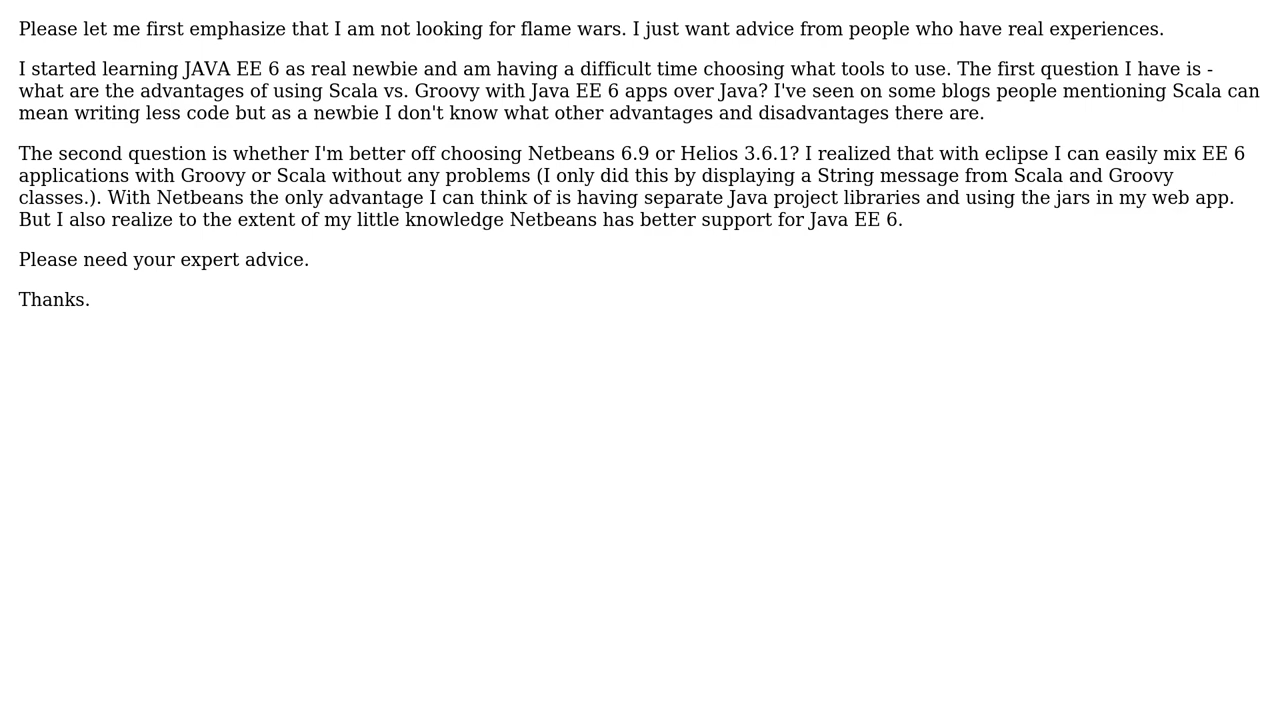 Please let me first emphasize that I am not looking for flame wars. I just want advice from people who have real experiences.
I started learning JAVA EE 6 as real newbie and am having a difficult time choosing what tools to use. The first question I have is -
what are the advantages of using Scala vs. Groovy with Java EE 6 apps over Java? I've seen on some blogs people mentioning Scala can
mean writing less code but as a newbie I don't know what other advantages and disadvantages there are.
The second question is whether I'm better off choosing Netbeans 6.9 or Helios 3.6.1? I realized that with eclipse I can easily mix EE 6
applications with Groovy or Scala without any problems (I only did this by displaying a String message from Scala and Groovy
classes.). With Netbeans the only advantage I can think of is having separate Java project libraries and using the jars in my web app.
But I also realize to the extent of my little knowledge Netbeans has better support for Java EE 6.
Please need your expert advice.
Thanks.